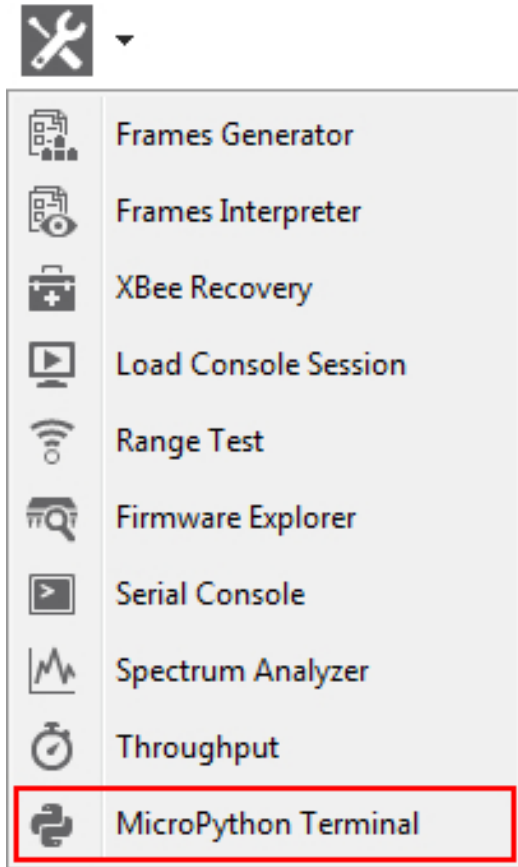 Frames Generator
Frames Interpreter
XBee Recovery
Load Console Session
Range Test
Firmware Explorer
Serial Console
Spectrum Analyzer
Throughput
MicroPython Terminal